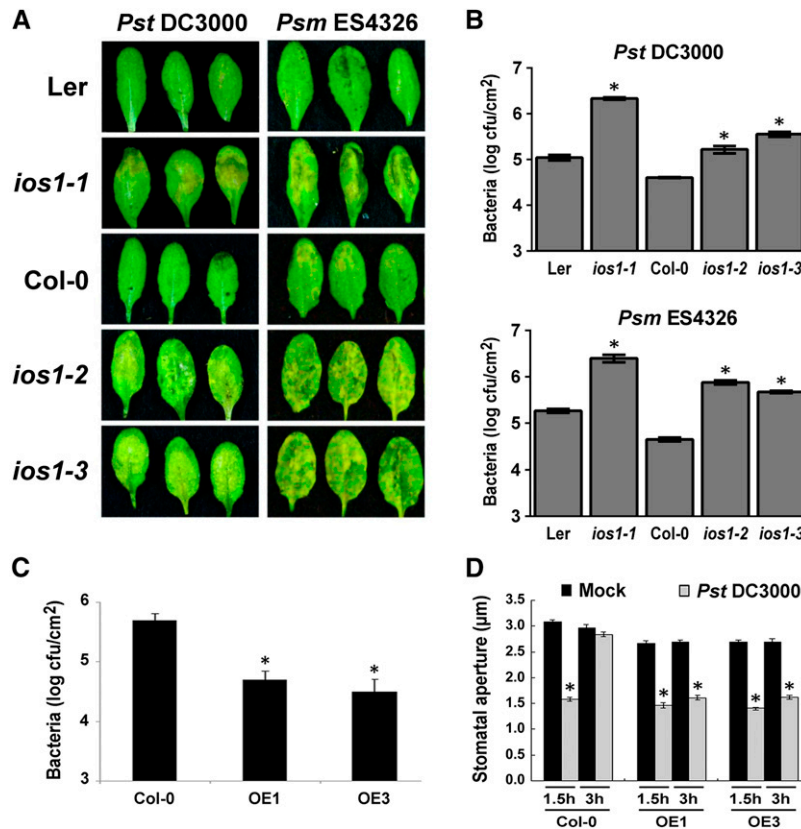 A
Pst DC3000 Psm ES4326
Ler
ios1-1
Col-0
ios1-2
ios1-3
B
Pst DC3000
Bacteria (log cfu/cm²)
7
6
5
4
3
*
*
*
Ler ios1-1 Col-0 ios1-2 ios1-3
Psm ES4326
Bacteria (log cfu/cm²)
7
6
5
4
3
*
*
*
Ler ios1-1 Col-0 ios1-2 ios1-3
C
Bacteria (log cfu/cm²)
6
5
4
3
*
*
Col-0 OE1 OE3
D
Mock Pst DC3000
Stomatal aperture (µm)
3.0
2.5
2.0
1.5
1.0
0.5
0.0
*
*
*
*
*
1.5h 3h 1.5h 3h 1.5h 3h
Col-0 OE1 OE3